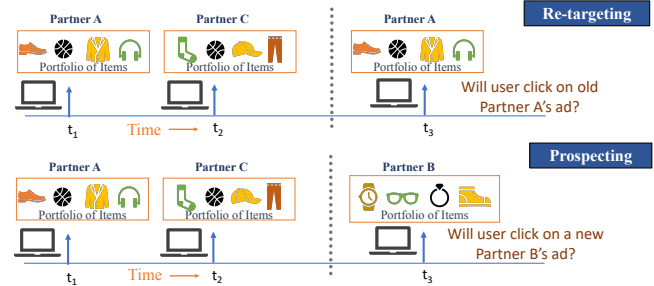 Partner A
Partner C
Partner A
Re-targeting
Portfolio of Items
Portfolio of Items
Portfolio of Items
Will user click on old
Partner A's ad?
t1
Time
t2
t3
Prospecting
Partner A
Partner C
Partner B
Portfolio of Items
Portfolio of Items
Portfolio of Items
Will user click on a new
Partner B's ad?
t1
Time
t2
t3